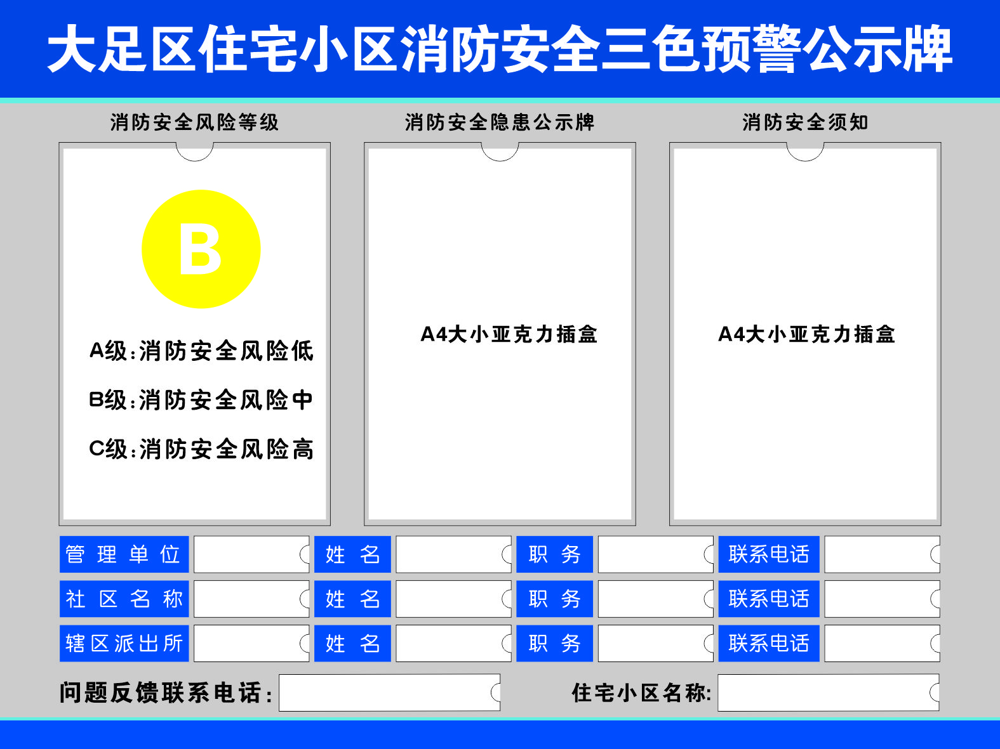 大足区住宅小区消防安全三色预警公示牌
消防安全风险等级
消防安全隐患公示牌
消防安全须知
B
A级:消防安全风险低
B级:消防安全风险中
C级:消防安全风险高
A4大小亚克力插盒
A4大小亚克力插盒
管理单位 姓名 职务 联系电话
社区名称 姓名 职务 联系电话
辖区派出所 姓名 职务 联系电话
问题反馈联系电话: 住宅小区名称: